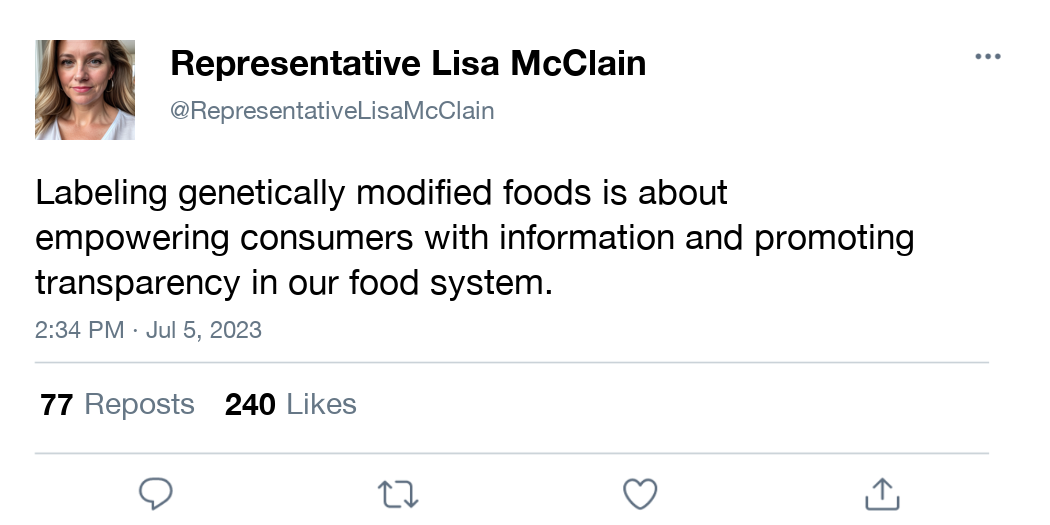 Representative Lisa McClain
@RepresentativeLisaMcClain
Labeling genetically modified foods is about
empowering consumers with information and promoting
transparency in our food system.
2:34 PM · Jul 5, 2023
77 Reposts 240 Likes